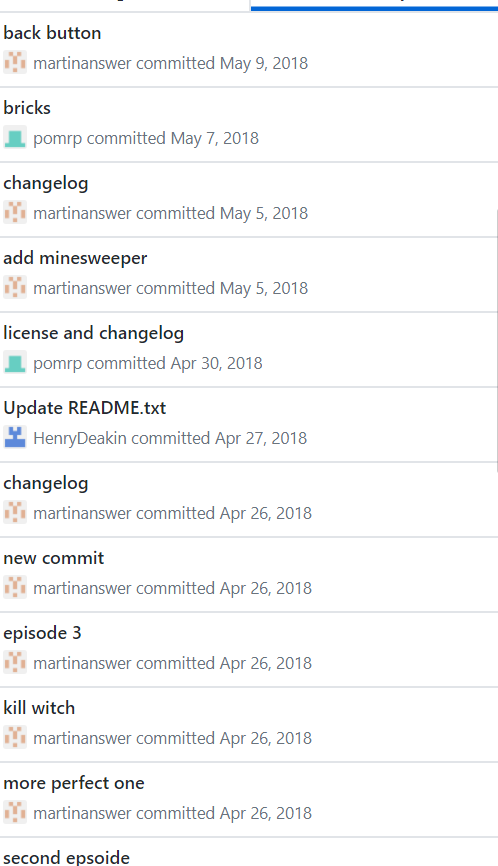 back button
martinanswer committed May 9, 2018
bricks
pomrp committed May 7, 2018
changelog
martinanswer committed May 5, 2018
add minesweeper
martinanswer committed May 5, 2018
license and changelog
pomrp committed Apr 30, 2018
Update README.txt
HenryDeakin committed Apr 27, 2018
changelog
martinanswer committed Apr 26, 2018
new commit
martinanswer committed Apr 26, 2018
episode 3
martinanswer committed Apr 26, 2018
kill witch
martinanswer committed Apr 26, 2018
more perfect one
martinanswer committed Apr 26, 2018
second epsoide